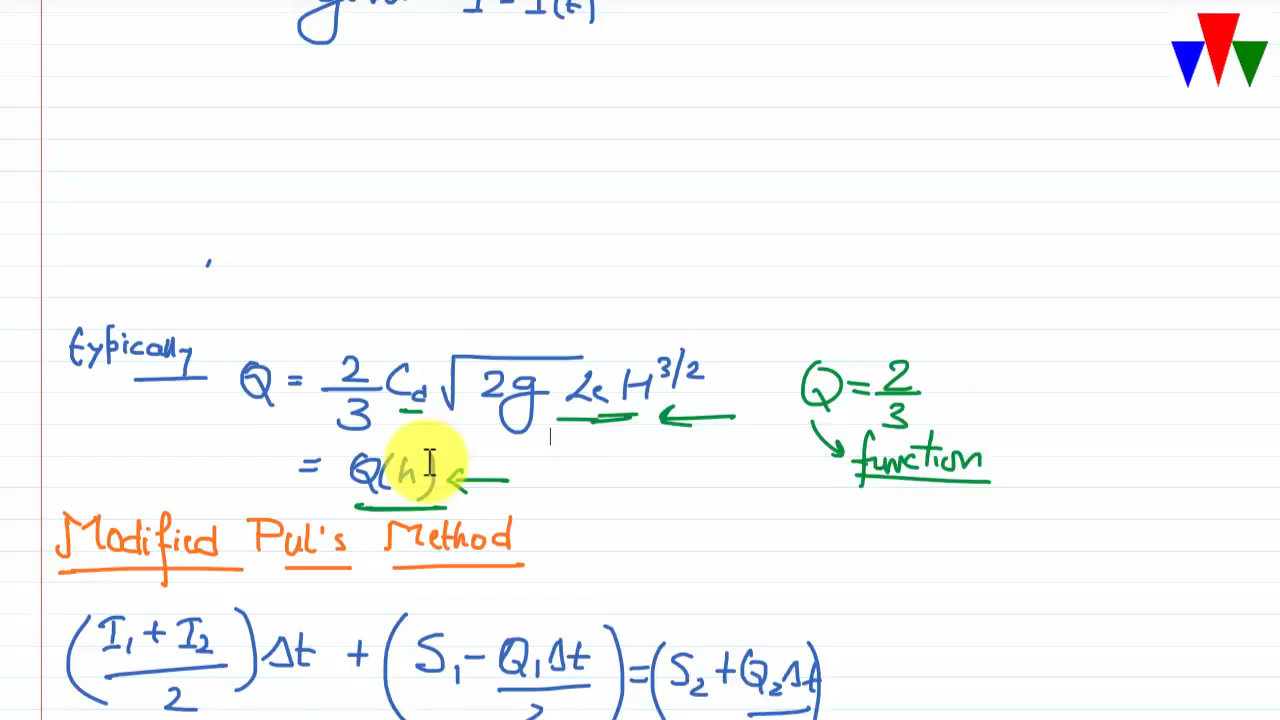 I = I(t)
typically Q = 2/3 Cd √2g Le H^3/2 Q = 2/3
= Q(h) function
Modified Pul's Method
((I1 + I2)/2) Δt + (S1 - Q1Δt/2) = (S2 + Q2Δt)